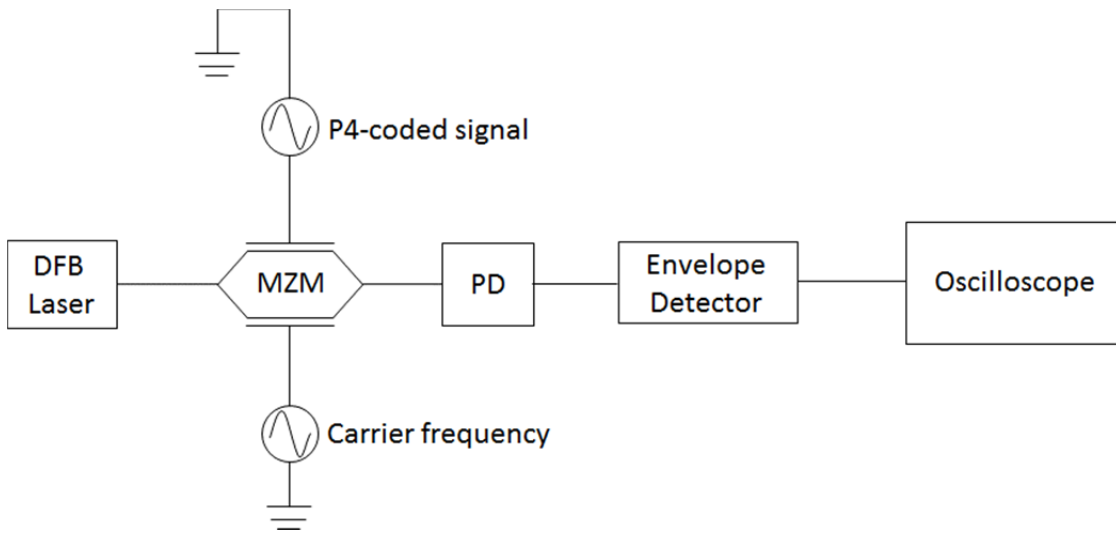 P4-coded signal
DFB
Laser
MZM
PD
Envelope
Detector
Oscilloscope
Carrier frequency